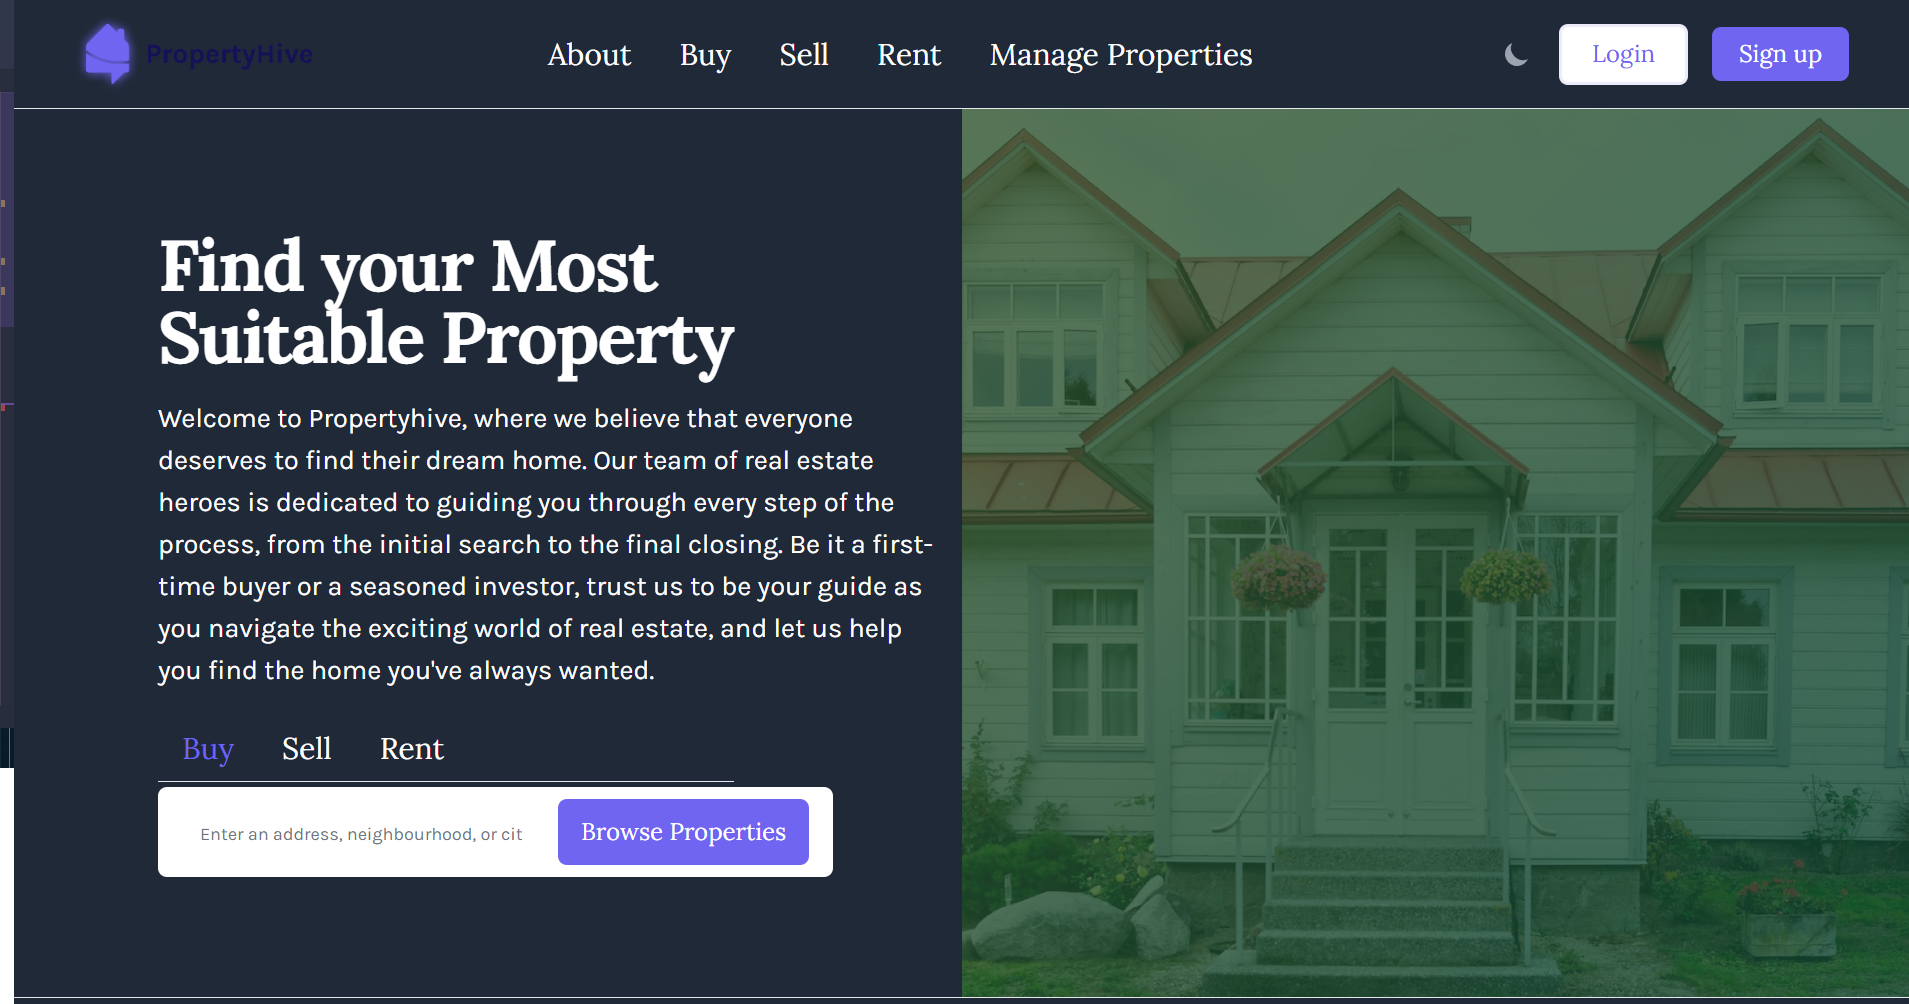 PropertyHive
About Buy Sell Rent Manage Properties
Login Sign up
Find your Most
Suitable Property
Welcome to Propertyhive, where we believe that everyone
deserves to find their dream home. Our team of real estate
heroes is dedicated to guiding you through every step of the
process, from the initial search to the final closing. Be it a first-
time buyer or a seasoned investor, trust us to be your guide as
you navigate the exciting world of real estate, and let us help
you find the home you've always wanted.
Buy Sell Rent
Enter an address, neighbourhood, or cit
Browse Properties